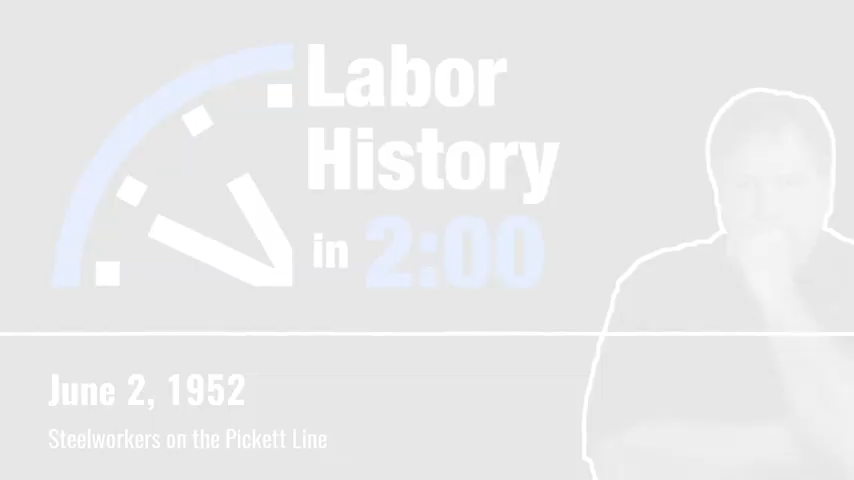 Labor
History
in 2:00
June 2, 1952
Steelworkers on the Pickett Line